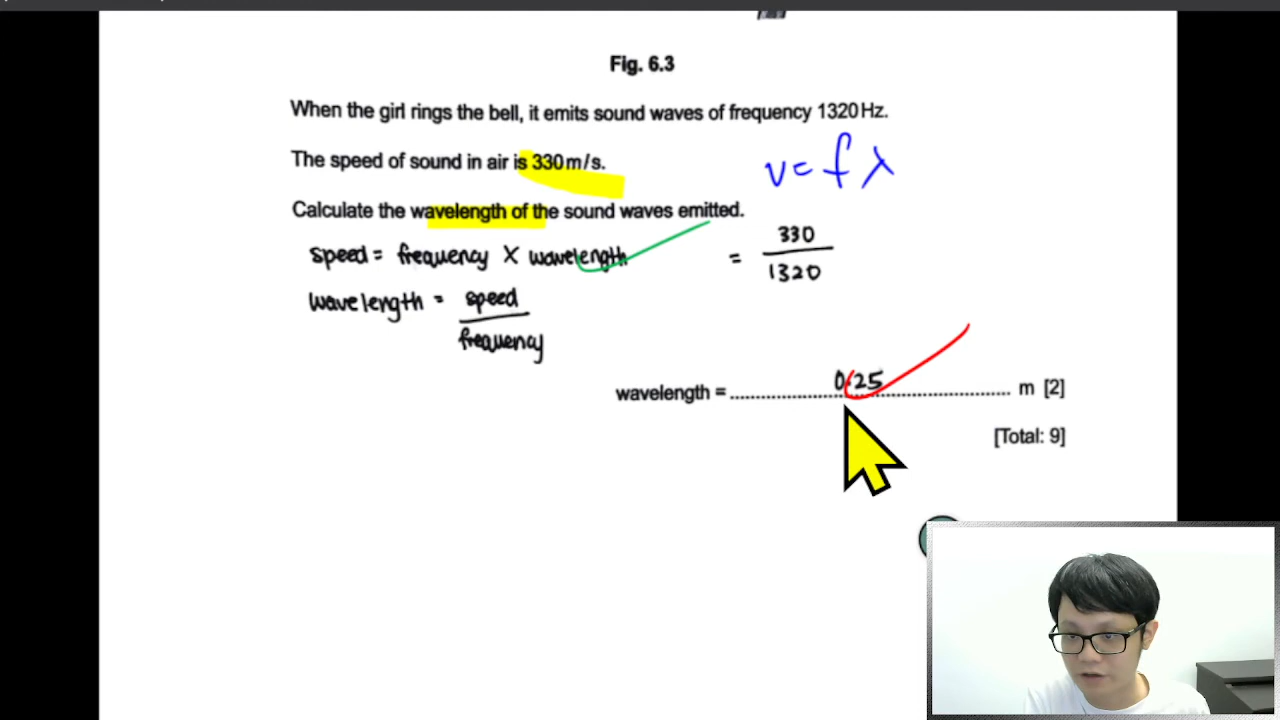 Fig. 6.3
When the girl rings the bell, it emits sound waves of frequency 1320 Hz.
The speed of sound in air is 330 m/s.
v = f λ
Calculate the wavelength of the sound waves emitted.
speed = frequency × wavelength
= 330
1320
wavelength = speed
frequency
wavelength = .................... 0.25 .................... m [2]
[Total: 9]